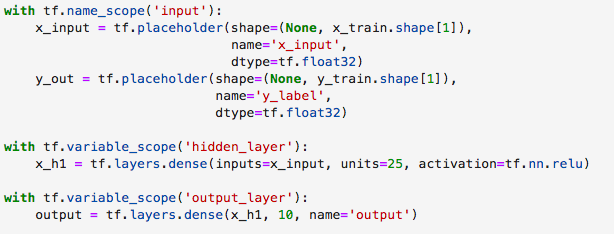 with tf.name_scope('input'):
    x_input = tf.placeholder(shape=(None, x_train.shape[1]),
                             name='x_input',
                             dtype=tf.float32)
    y_out = tf.placeholder(shape=(None, y_train.shape[1]),
                           name='y_label',
                           dtype=tf.float32)

with tf.variable_scope('hidden_layer'):
    x_h1 = tf.layers.dense(inputs=x_input, units=25, activation=tf.nn.relu)

with tf.variable_scope('output_layer'):
    output = tf.layers.dense(x_h1, 10, name='output')